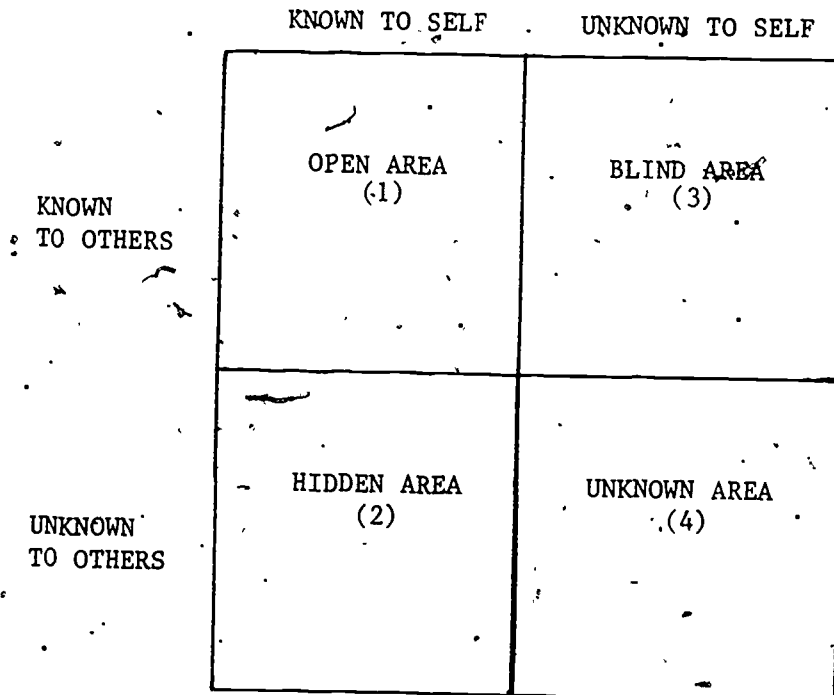 KNOWN TO SELF UNKNOWN TO SELF
OPEN AREA
(1)
BLIND AREA
(3)
KNOWN
TO OTHERS
HIDDEN AREA
(2)
UNKNOWN AREA
(4)
UNKNOWN
TO OTHERS